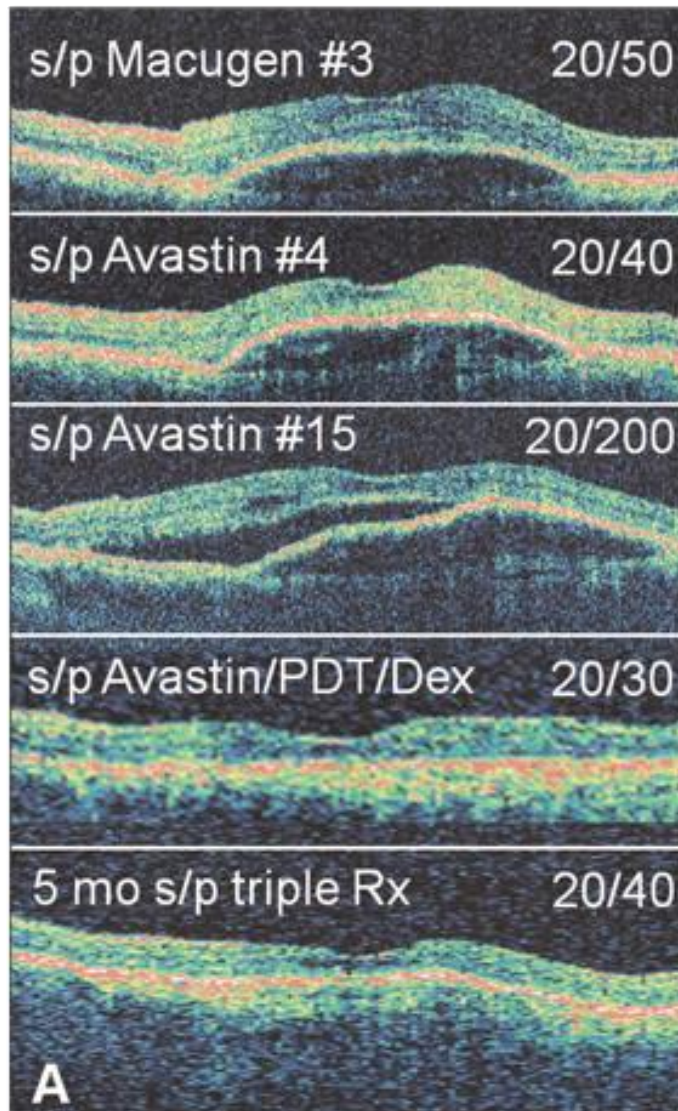 s/p Macugen #3 20/50
s/p Avastin #4 20/40
s/p Avastin #15 20/200
s/p Avastin/PDT/Dex 20/30
5 mo s/p triple Rx 20/40
A